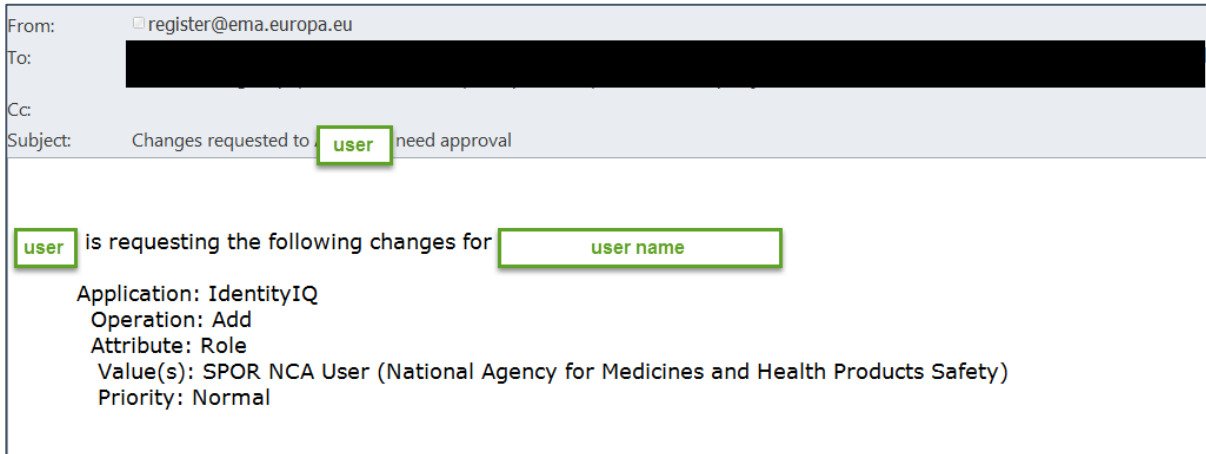 From: register@ema.europa.eu
To:
Cc:
Subject: Changes requested to user need approval
user is requesting the following changes for user name
Application: IdentityIQ
Operation: Add
Attribute: Role
Value(s): SPOR NCA User (National Agency for Medicines and Health Products Safety)
Priority: Normal